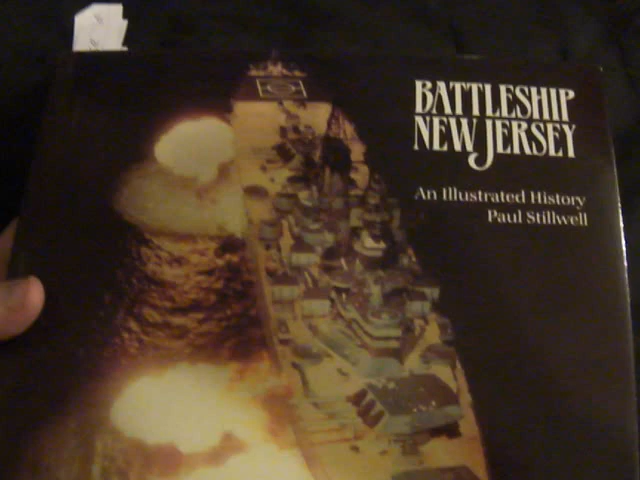 BATTLESHIP
NEW JERSEY
An Illustrated History
Paul Stillwell